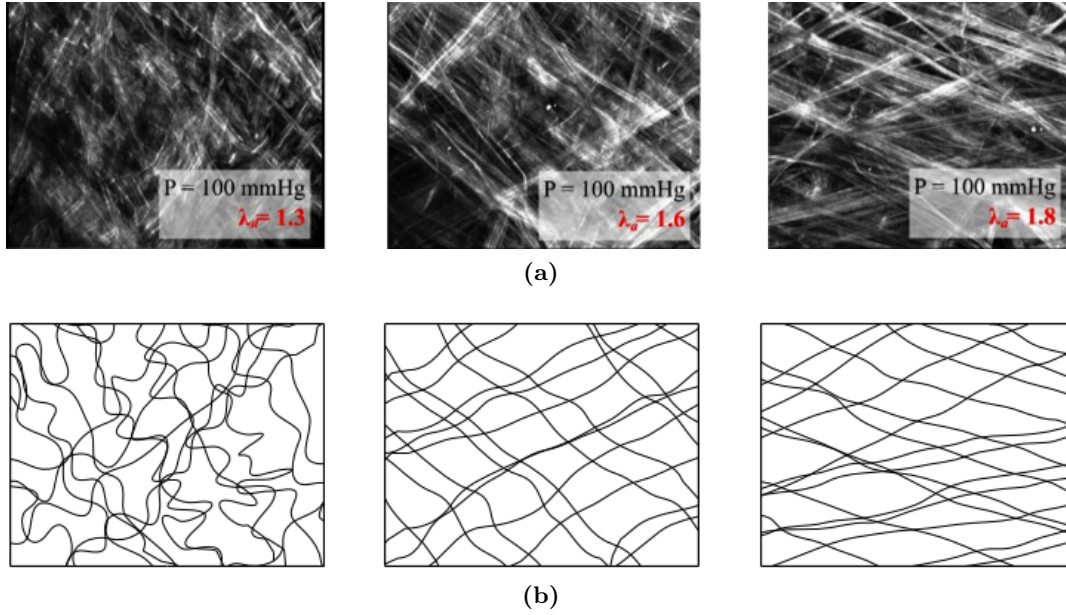 P = 100 mmHg
λₐ= 1.3
P = 100 mmHg
λₐ= 1.6
P = 100 mmHg
λₐ= 1.8
(a)
(b)